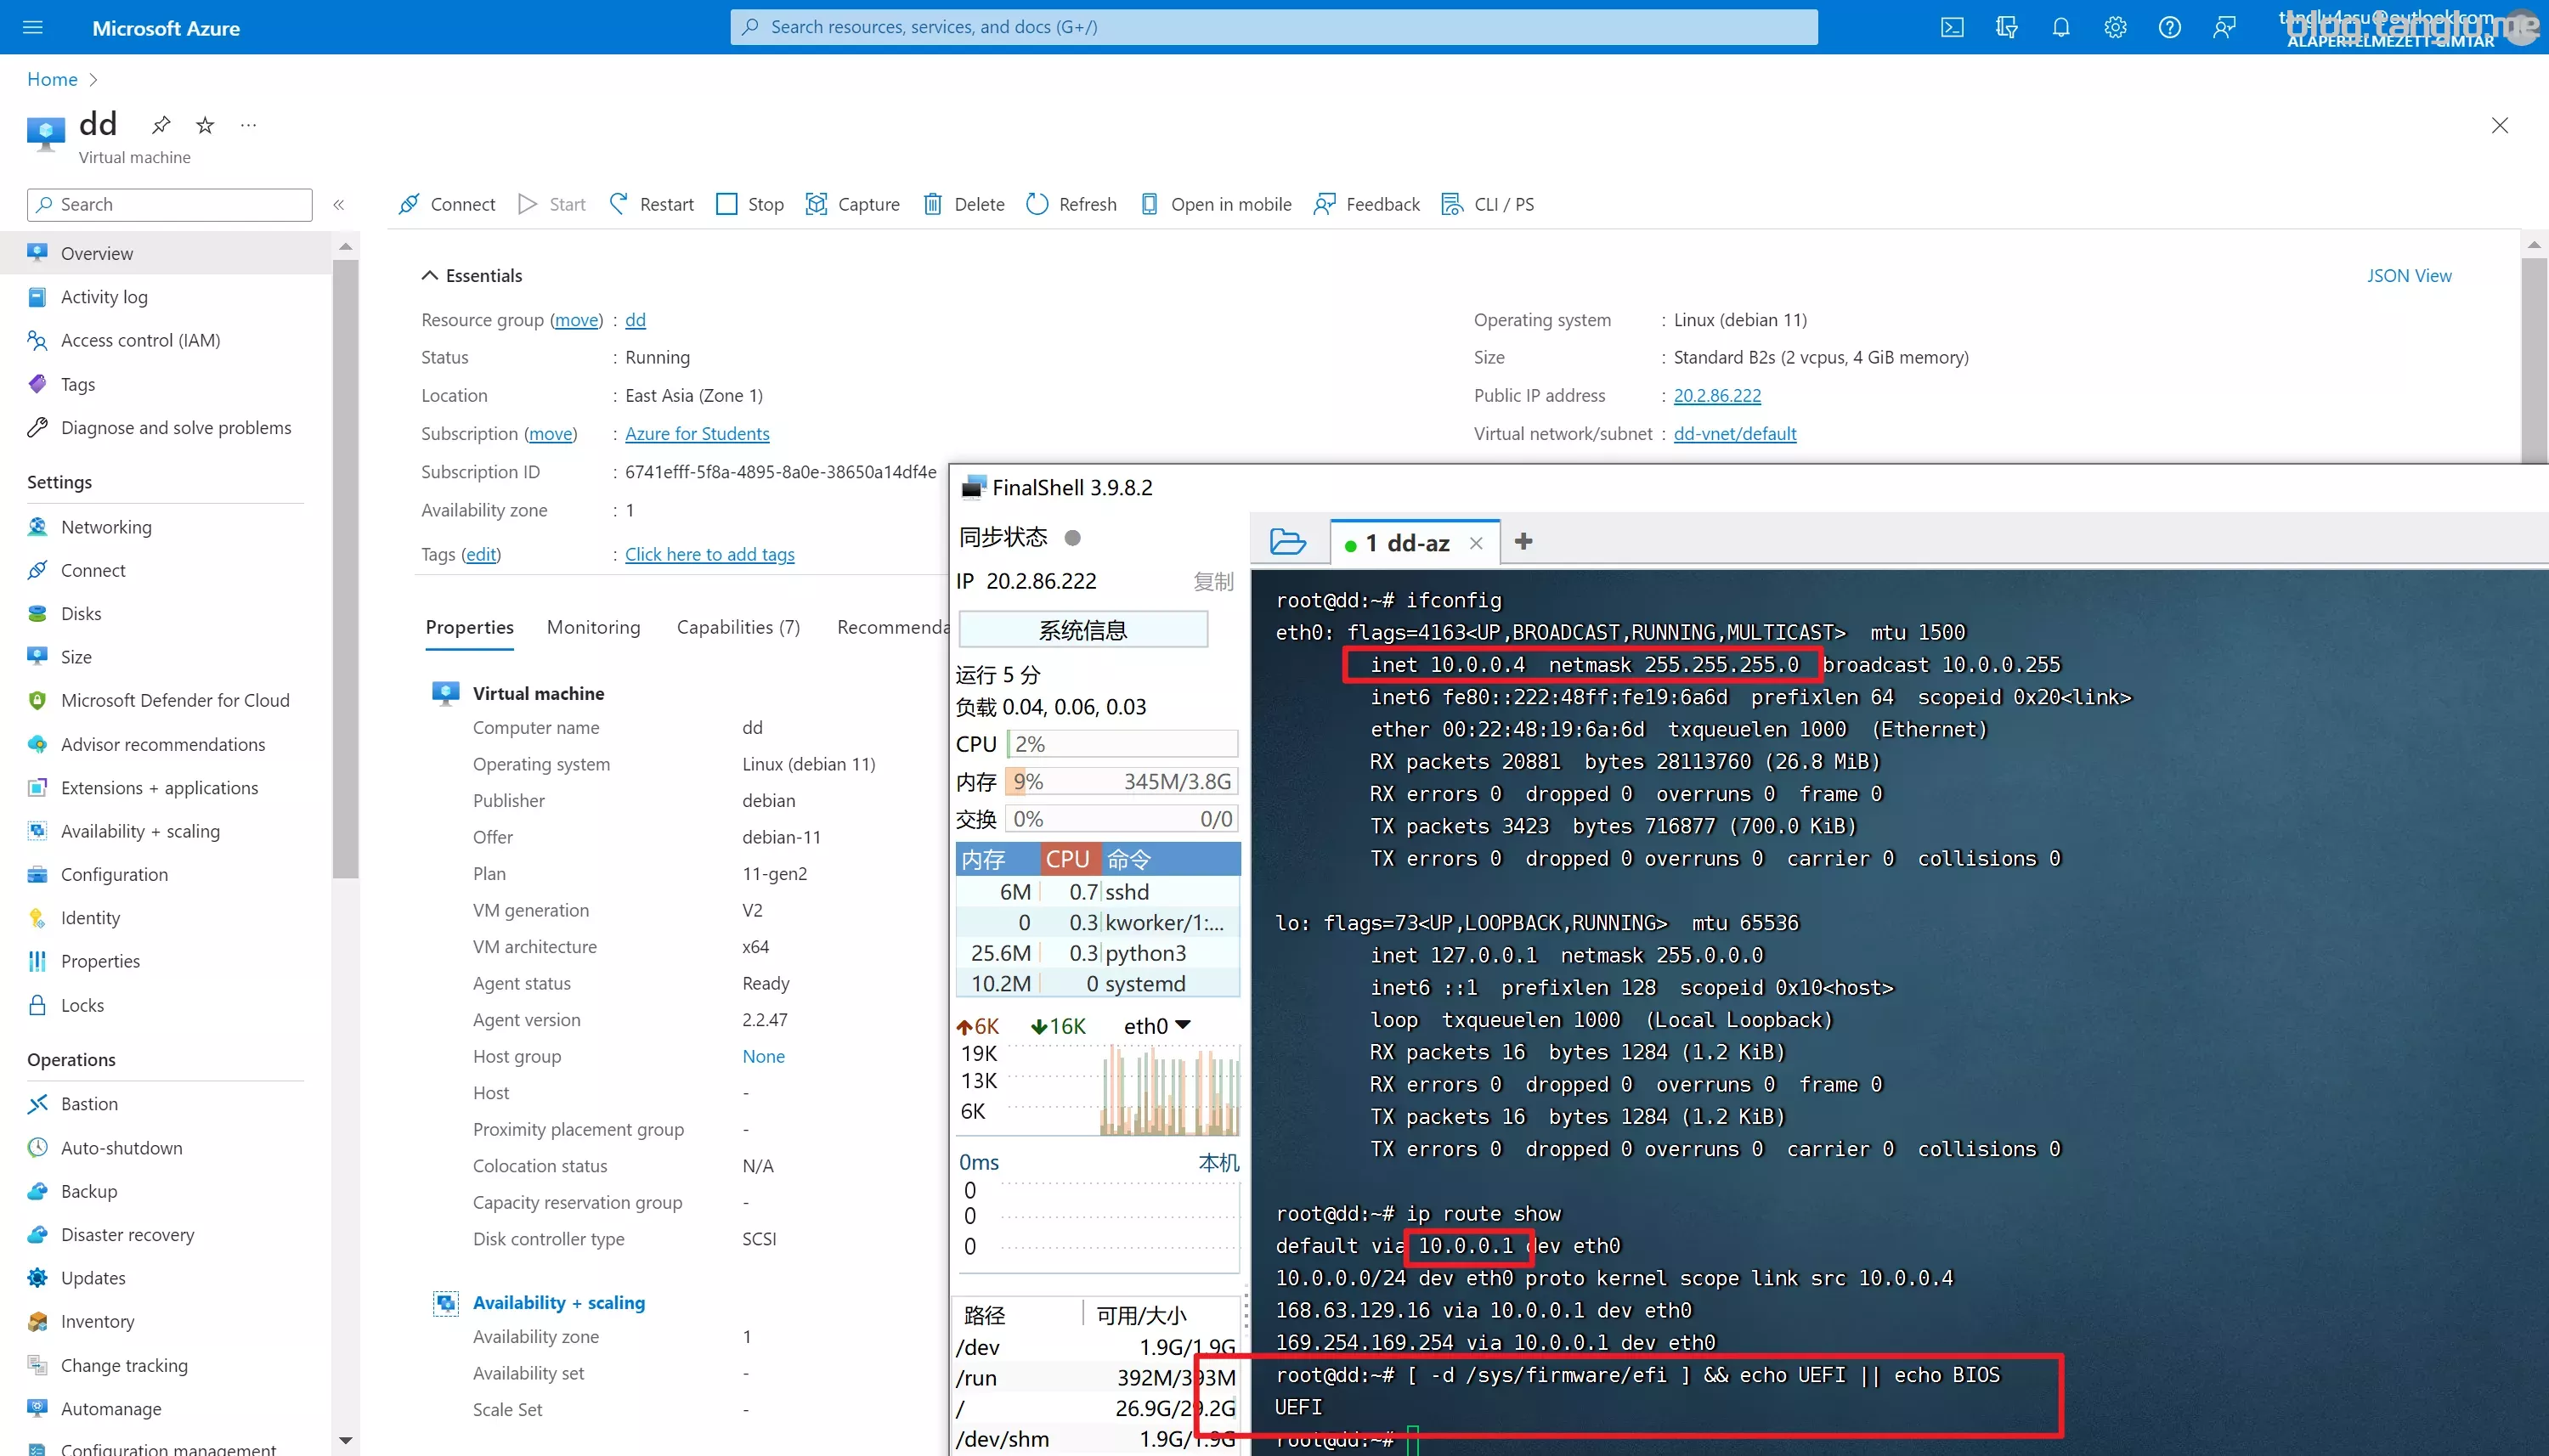 Microsoft Azure
Search resources, services, and docs (G+/)
tanglu4asu@outlook.com
ALAPERTELMEZETT CIMTAR
blog.tanglu.me
Home
dd
Virtual machine
Search
Connect
Start
Restart
Stop
Capture
Delete
Refresh
Open in mobile
Feedback
CLI / PS
Overview
Activity log
Access control (IAM)
Tags
Diagnose and solve problems
Settings
Networking
Connect
Disks
Size
Microsoft Defender for Cloud
Advisor recommendations
Extensions + applications
Availability + scaling
Configuration
Identity
Properties
Locks
Operations
Bastion
Auto-shutdown
Backup
Disaster recovery
Updates
Inventory
Change tracking
Automanage
Configuration management
Essentials
JSON View
Resource group (move) : dd
Status : Running
Location : East Asia (Zone 1)
Subscription (move) : Azure for Students
Subscription ID : 6741efff-5f8a-4895-8a0e-38650a14df4e
Availability zone : 1
Tags (edit) : Click here to add tags
Operating system : Linux (debian 11)
Size : Standard B2s (2 vcpus, 4 GiB memory)
Public IP address : 20.2.86.222
Virtual network/subnet : dd-vnet/default
Properties
Monitoring
Capabilities (7)
Recommenda
Virtual machine
Computer name dd
Operating system Linux (debian 11)
Publisher debian
Offer debian-11
Plan 11-gen2
VM generation V2
VM architecture x64
Agent status Ready
Agent version 2.2.47
Host group None
Host -
Proximity placement group -
Colocation status N/A
Capacity reservation group -
Disk controller type SCSI
Availability + scaling
Availability zone 1
Availability set -
Scale Set -
FinalShell 3.9.8.2
同步状态
IP 20.2.86.222 复制
系统信息
运行 5 分
负载 0.04, 0.06, 0.03
CPU 2%
内存 9% 345M/3.8G
交换 0% 0/0
内存 CPU 命令
6M 0.7 sshd
0 0.3 kworker/1:...
25.6M 0.3 python3
10.2M 0 systemd
6K 16K eth0
19K
13K
6K
0ms 本机
0
0
0
路径 可用/大小
/dev 1.9G/1.9G
/run 392M/393M
/ 26.9G/29.2G
/dev/shm 1.9G/1.9G
1 dd-az
root@dd:~# ifconfig
eth0: flags=4163<UP,BROADCAST,RUNNING,MULTICAST> mtu 1500
inet 10.0.0.4 netmask 255.255.255.0 broadcast 10.0.0.255
inet6 fe80::222:48ff:fe19:6a6d prefixlen 64 scopeid 0x20<link>
ether 00:22:48:19:6a:6d txqueuelen 1000 (Ethernet)
RX packets 20881 bytes 28113760 (26.8 MiB)
RX errors 0 dropped 0 overruns 0 frame 0
TX packets 3423 bytes 716877 (700.0 KiB)
TX errors 0 dropped 0 overruns 0 carrier 0 collisions 0
lo: flags=73<UP,LOOPBACK,RUNNING> mtu 65536
inet 127.0.0.1 netmask 255.0.0.0
inet6 ::1 prefixlen 128 scopeid 0x10<host>
loop txqueuelen 1000 (Local Loopback)
RX packets 16 bytes 1284 (1.2 KiB)
RX errors 0 dropped 0 overruns 0 frame 0
TX packets 16 bytes 1284 (1.2 KiB)
TX errors 0 dropped 0 overruns 0 carrier 0 collisions 0
root@dd:~# ip route show
default via 10.0.0.1 dev eth0
10.0.0.0/24 dev eth0 proto kernel scope link src 10.0.0.4
168.63.129.16 via 10.0.0.1 dev eth0
169.254.169.254 via 10.0.0.1 dev eth0
root@dd:~# [ -d /sys/firmware/efi ] && echo UEFI || echo BIOS
UEFI
root@dd:~#